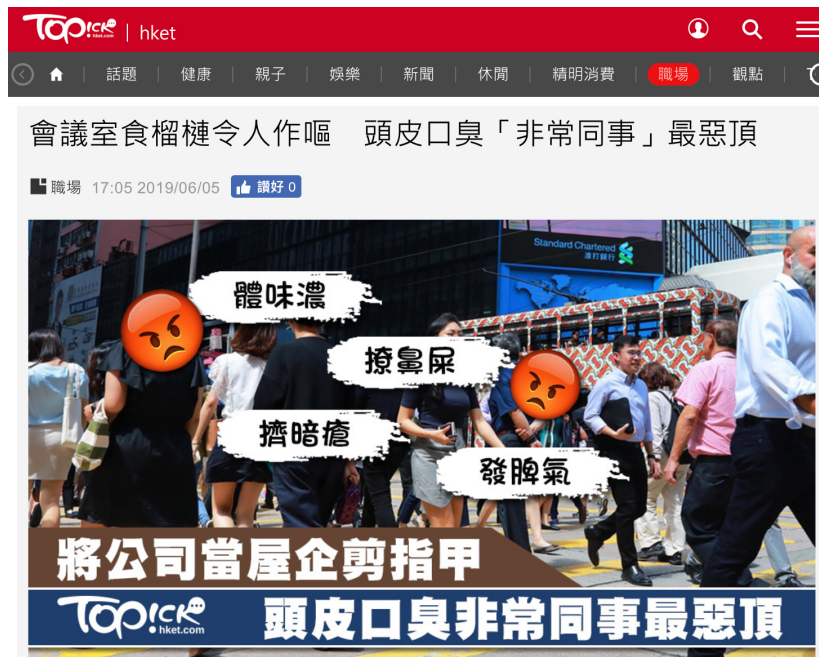 TOPick hket.com | hket
話題 | 健康 | 親子 | 娛樂 | 新聞 | 休閒 | 精明消費 | 職場 | 觀點 |
會議室食榴槤令人作嘔　頭皮口臭「非常同事」最惡頂
職場 17:05 2019/06/05 讚好 0
Standard Chartered
渣打銀行
體味濃
撩鼻屎
擠暗瘡
發脾氣
將公司當屋企剪指甲
TOPick hket.com 頭皮口臭非常同事最惡頂